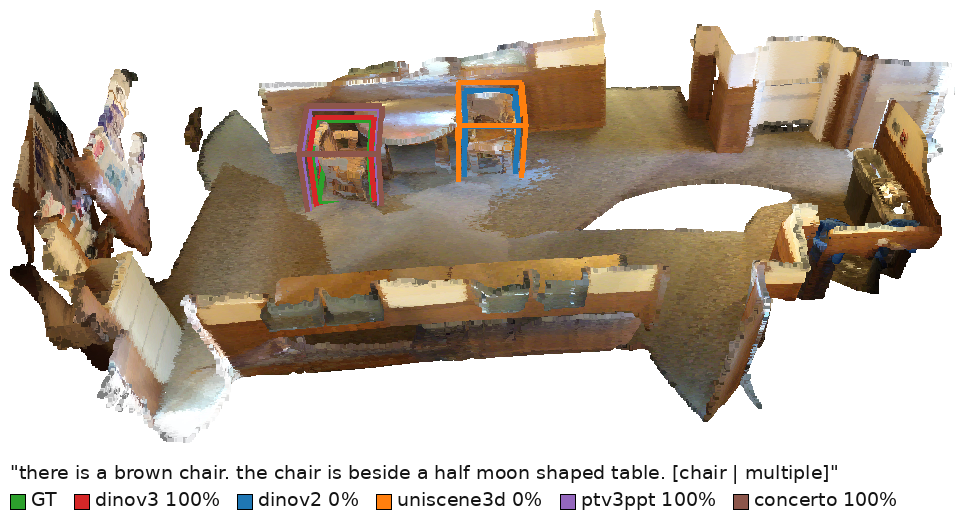 "there is a brown chair. the chair is beside a half moon shaped table. [chair | multiple]"
GT dinov3 100% dinov2 0% uniscene3d 0% ptv3ppt 100% concerto 100%